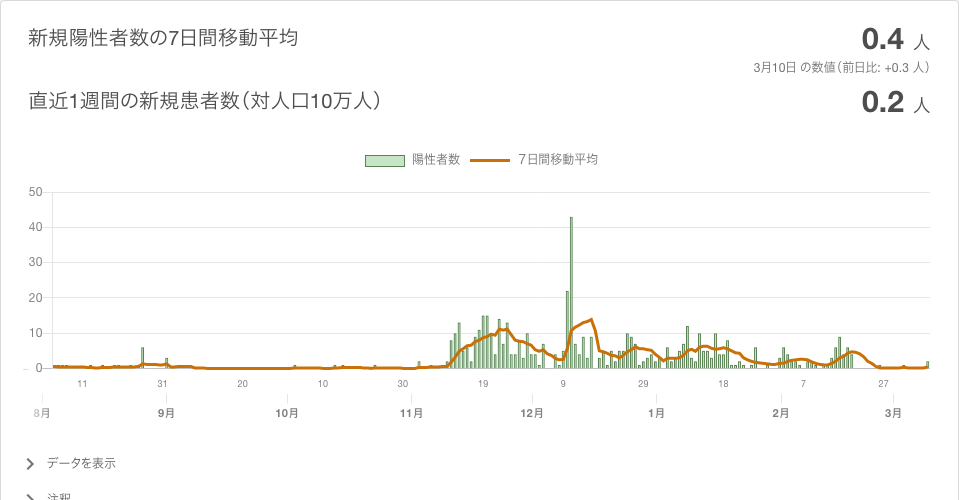 新規陽性者数の7日間移動平均
0.4 人
3月10日 の数値（前日比: +0.3 人）
直近1週間の新規患者数（対人口10万人）
0.2 人
陽性者数 7日間移動平均
50
40
30
20
10
0
11 31 20 10 30 19 9 29 18 7 27
8月 9月 10月 11月 12月 1月 2月 3月
データを表示
注釈